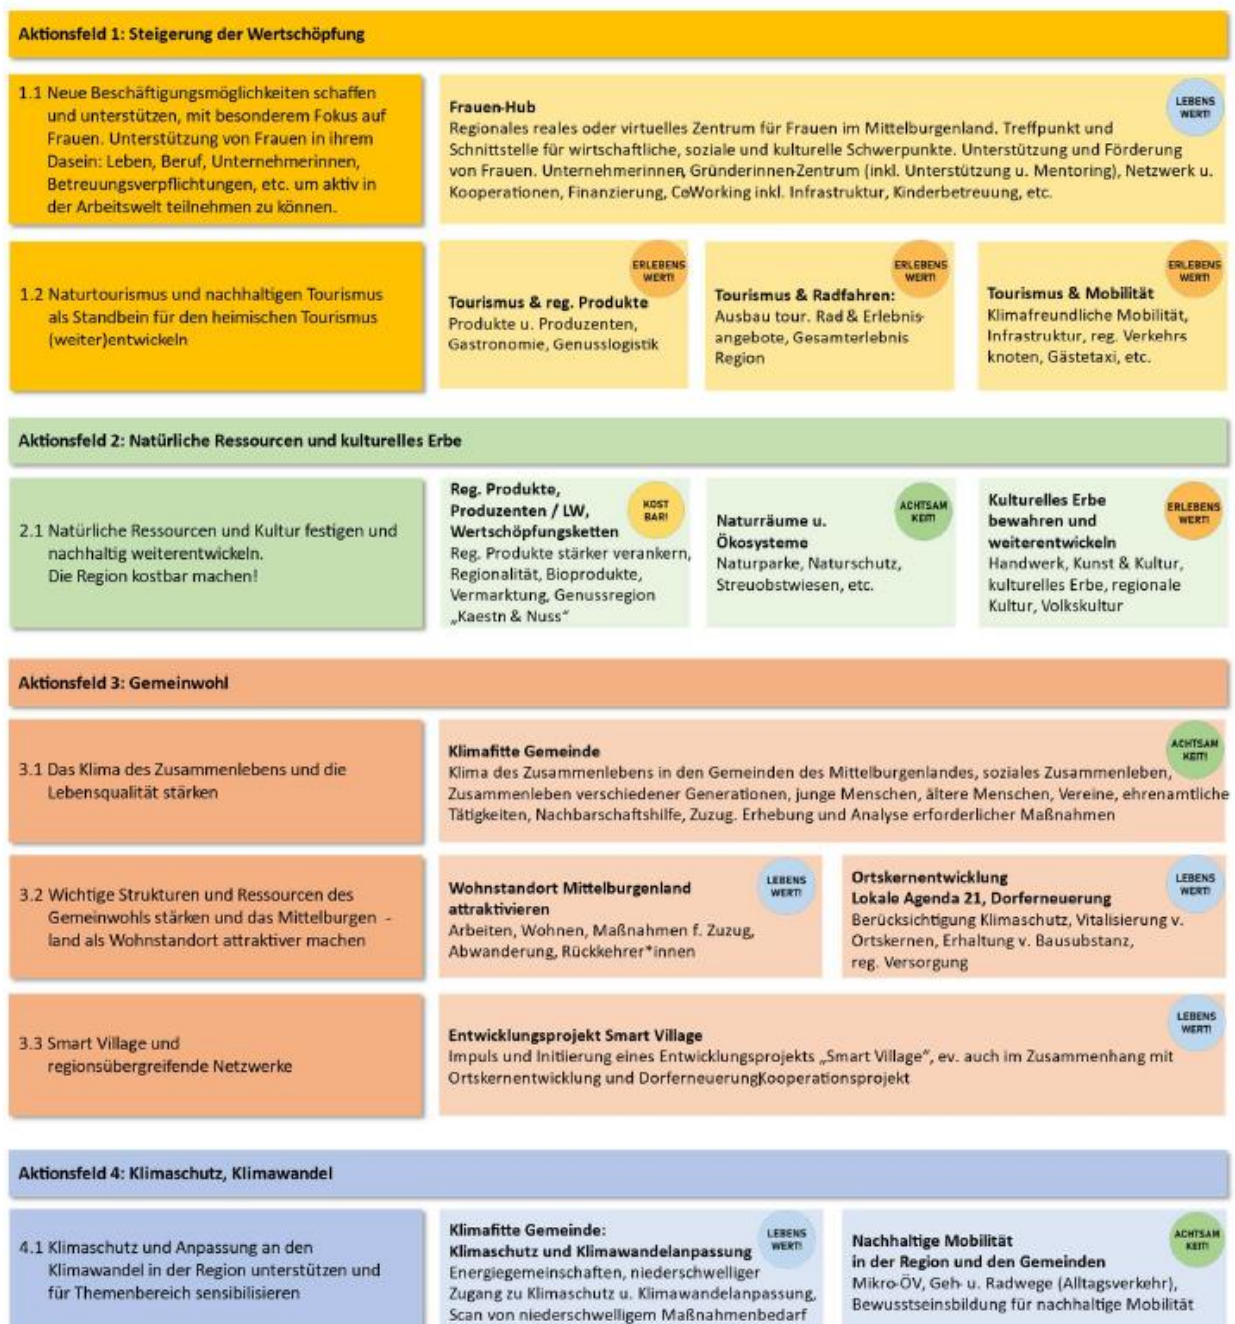 Aktionsfeld 1: Steigerung der Wertschöpfung
1.1 Neue Beschäftigungsmöglichkeiten schaffen
und unterstützen, mit besonderem Fokus auf
Frauen. Unterstützung von Frauen in ihrem
Dasein: Leben, Beruf, Unternehmerinnen,
Betreuungsverpflichtungen, etc. um aktiv in
der Arbeitswelt teilnehmen zu können.
Frauen-Hub
Regionales reales oder virtuelles Zentrum für Frauen im Mittelburgenland. Treffpunkt und
Schnittstelle für wirtschaftliche, soziale und kulturelle Schwerpunkte. Unterstützung und Förderung
von Frauen. Unternehmerinnen, Gründerinnen-Zentrum (inkl. Unterstützung u. Mentoring), Netzwerk u.
Kooperationen, Finanzierung, CoWorking inkl. Infrastruktur, Kinderbetreuung, etc.
LEBENS
WERT!
1.2 Naturtourismus und nachhaltigen Tourismus
als Standbein für den heimischen Tourismus
(weiter)entwickeln
ERLEBENS
WERT!
Tourismus & reg. Produkte
Produkte u. Produzenten,
Gastronomie, Genusslogistik
ERLEBENS
WERT!
Tourismus & Radfahren:
Ausbau tour. Rad & Erlebnis-
angebote, Gesamterlebnis
Region
ERLEBENS
WERT!
Tourismus & Mobilität
Klimafreundliche Mobilität,
Infrastruktur, reg. Verkehrs-
knoten, Gästetaxi, etc.
Aktionsfeld 2: Natürliche Ressourcen und kulturelles Erbe
2.1 Natürliche Ressourcen und Kultur festigen und
nachhaltig weiterentwickeln.
Die Region kostbar machen!
Reg. Produkte,
Produzenten / LW,
Wertschöpfungsketten
Reg. Produkte stärker verankern,
Regionalität, Bioprodukte,
Vermarktung, Genussregion
„Kaestn & Nuss“
KOST
BAR!
Naturräume u.
Ökosysteme
Naturparke, Naturschutz,
Streuobstwiesen, etc.
ACHTSAM
KEIT!
Kulturelles Erbe
bewahren und
weiterentwickeln
Handwerk, Kunst & Kultur,
kulturelles Erbe, regionale
Kultur, Volkskultur
ERLEBENS
WERT!
Aktionsfeld 3: Gemeinwohl
3.1 Das Klima des Zusammenlebens und die
Lebensqualität stärken
Klimafitte Gemeinde
Klima des Zusammenlebens in den Gemeinden des Mittelburgenlandes, soziales Zusammenleben,
Zusammenleben verschiedener Generationen, junge Menschen, ältere Menschen, Vereine, ehrenamtliche
Tätigkeiten, Nachbarschaftshilfe, Zuzug. Erhebung und Analyse erforderlicher Maßnahmen
ACHTSAM
KEIT!
3.2 Wichtige Strukturen und Ressourcen des
Gemeinwohls stärken und das Mittelburgen -
land als Wohnstandort attraktiver machen
Wohnstandort Mittelburgenland
attraktivieren
Arbeiten, Wohnen, Maßnahmen f. Zuzug,
Abwanderung, Rückkehrer*innen
LEBENS
WERT!
Ortskernentwicklung
Lokale Agenda 21, Dorferneuerung
Berücksichtigung Klimaschutz, Vitalisierung v.
Ortskernen, Erhaltung v. Bausubstanz,
reg. Versorgung
LEBENS
WERT!
3.3 Smart Village und
regionsübergreifende Netzwerke
Entwicklungsprojekt Smart Village
Impuls und Initiierung eines Entwicklungsprojekts „Smart Village“, ev. auch im Zusammenhang mit
Ortskernentwicklung und DorferneuerungKooperationsprojekt
LEBENS
WERT!
Aktionsfeld 4: Klimaschutz, Klimawandel
4.1 Klimaschutz und Anpassung an den
Klimawandel in der Region unterstützen und
für Themenbereich sensibilisieren
Klimafitte Gemeinde:
Klimaschutz und Klimawandelanpassung
Energiegemeinschaften, niederschwelliger
Zugang zu Klimaschutz u. Klimawandelanpassung,
Scan von niederschwelligem Maßnahmenbedarf
LEBENS
WERT!
Nachhaltige Mobilität
in der Region und den Gemeinden
Mikro-ÖV, Geh- u. Radwege (Alltagsverkehr),
Bewusstseinsbildung für nachhaltige Mobilität
ACHTSAM
KEIT!